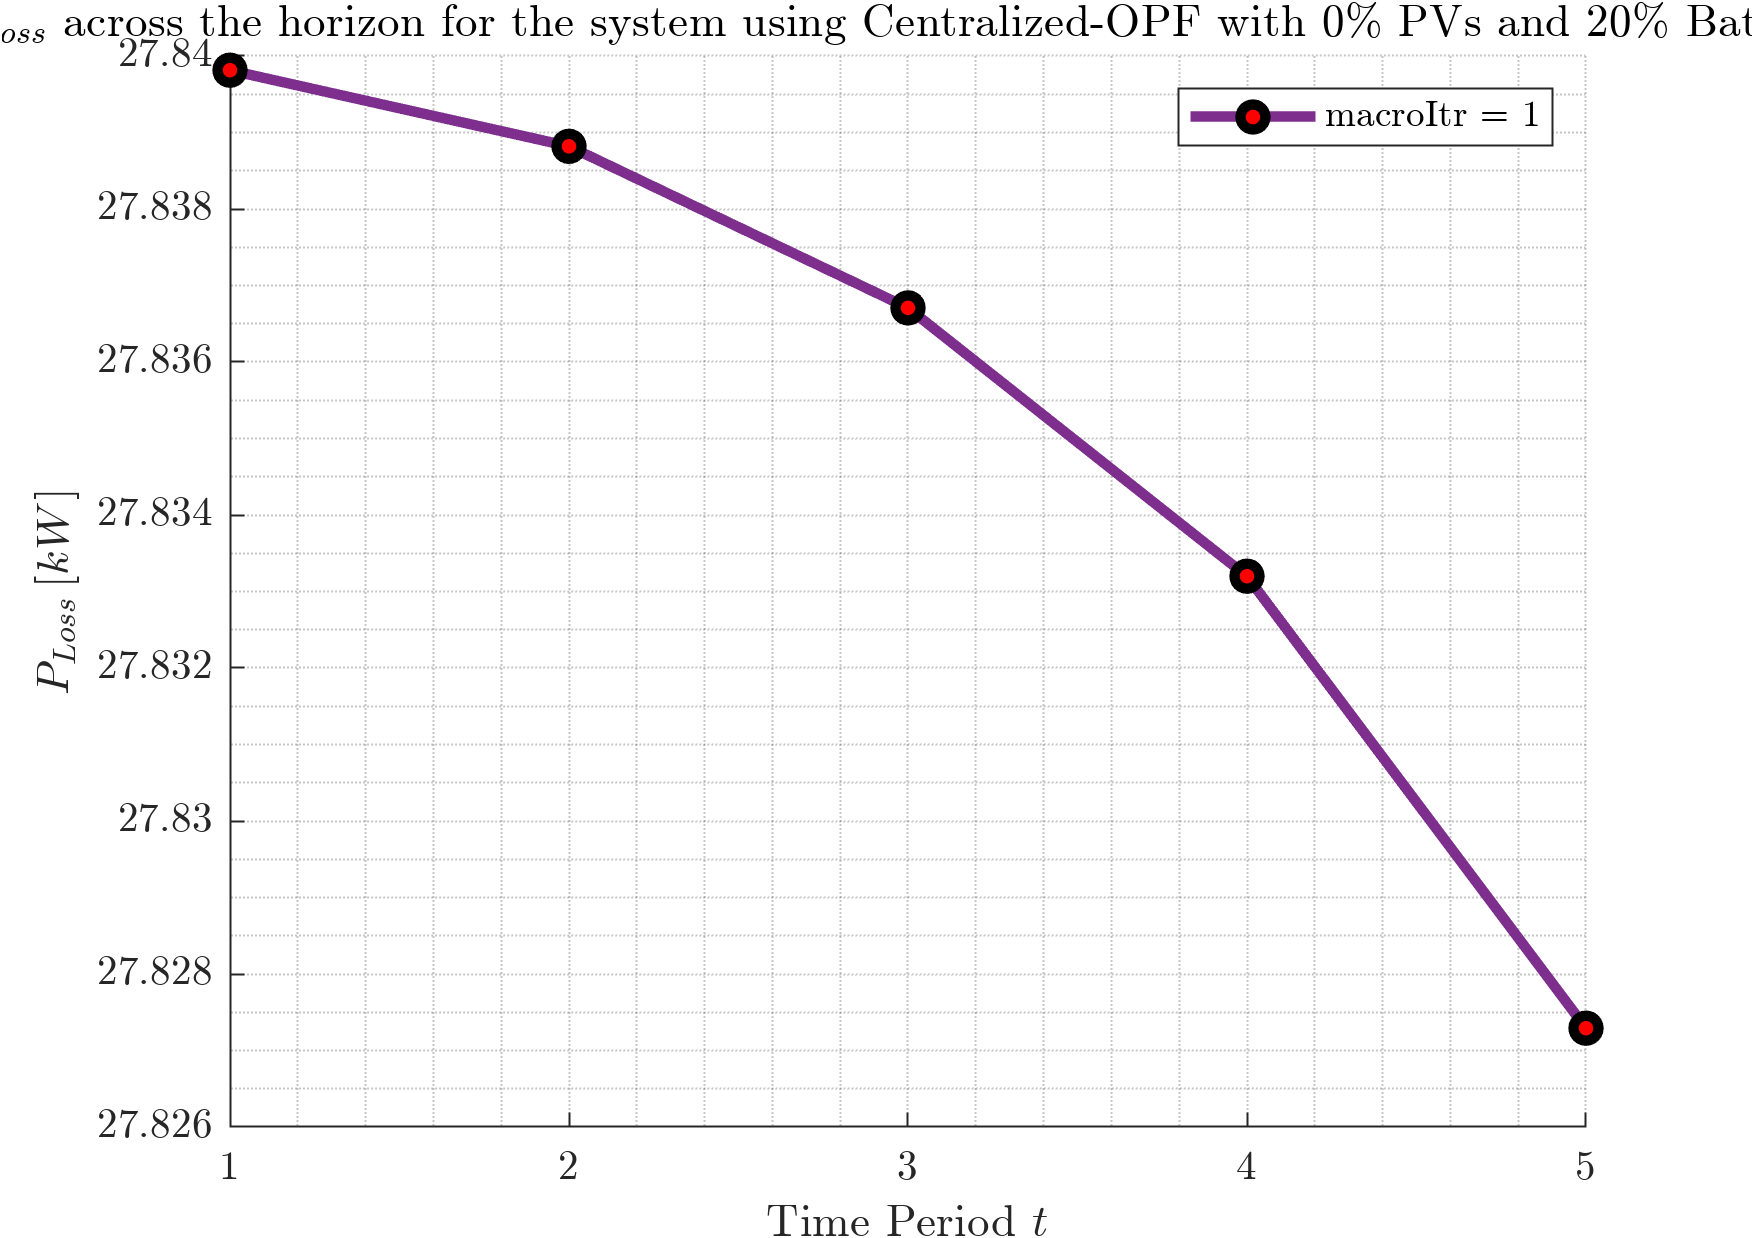 oss across the horizon for the system using Centralized-OPF with 0% PVs and 20% Bat
27.84
macroItr = 1
27.838
27.836
27.834
27.832
27.83
27.828
27.826
P_{Loss} [kW]
1 2 3 4 5
Time Period t